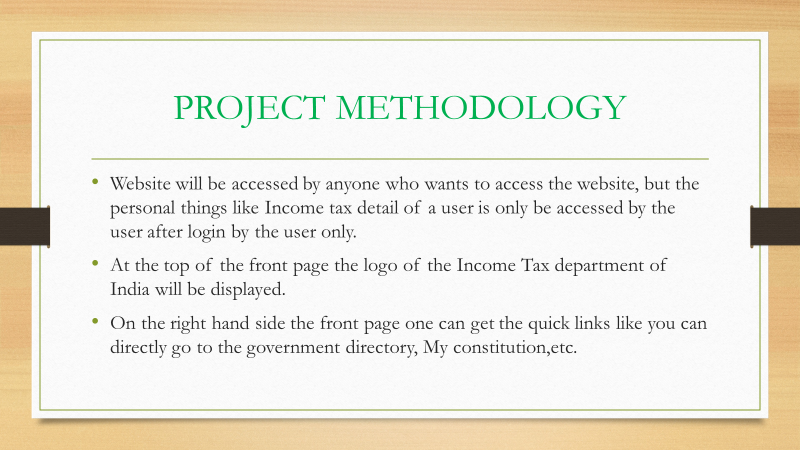 PROJECT METHODOLOGY
• Website will be accessed by anyone who wants to access the website, but the
personal things like Income tax detail of a user is only be accessed by the
user after login by the user only.
• At the top of the front page the logo of the Income Tax department of
India will be displayed.
• On the right hand side the front page one can get the quick links like you can
directly go to the government directory, My constitution,etc.